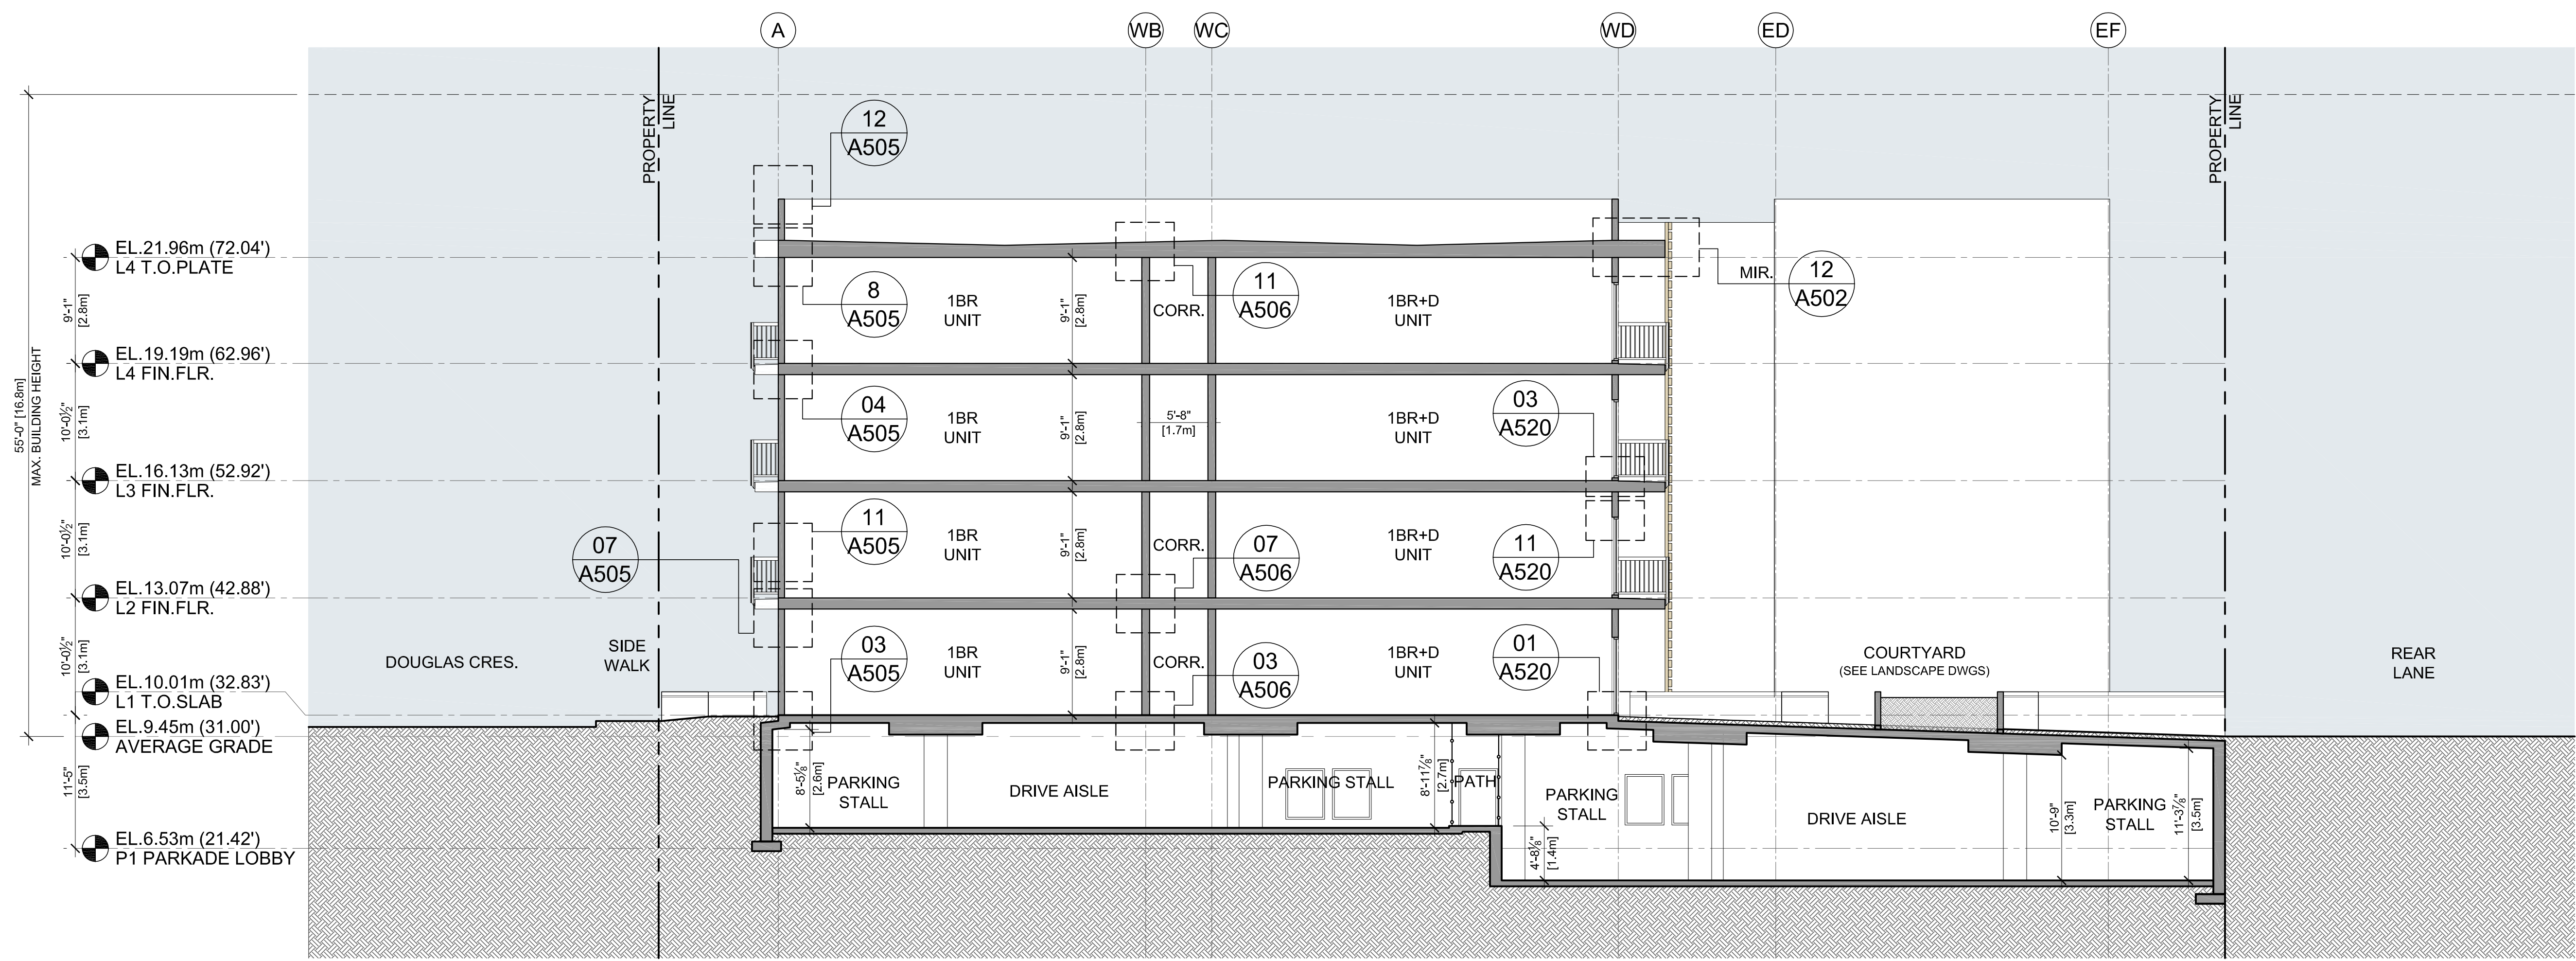 A
WB
WC
WD
ED
EF
PROPERTY
LINE
PROPERTY
LINE
55'-0" [16.8m]
MAX. BUILDING HEIGHT
12
A505
EL.21.96m (72.04')
L4 T.O.PLATE
9'-1"
[2.8m]
8
A505
1BR
UNIT
9'-1"
[2.8m]
CORR.
11
A506
1BR+D
UNIT
MIR.
12
A502
EL.19.19m (62.96')
L4 FIN.FLR.
10'-0½"
[3.1m]
04
A505
1BR
UNIT
9'-1"
[2.8m]
5'-8"
[1.7m]
1BR+D
UNIT
03
A520
EL.16.13m (52.92')
L3 FIN.FLR.
10'-0½"
[3.1m]
07
A505
11
A505
1BR
UNIT
9'-1"
[2.8m]
CORR.
07
A506
1BR+D
UNIT
11
A520
EL.13.07m (42.88')
L2 FIN.FLR.
10'-0½"
[3.1m]
DOUGLAS CRES.
SIDE
WALK
03
A505
1BR
UNIT
9'-1"
[2.8m]
CORR.
03
A506
1BR+D
UNIT
01
A520
COURTYARD
(SEE LANDSCAPE DWGS)
REAR
LANE
EL.10.01m (32.83')
L1 T.O.SLAB
EL.9.45m (31.00')
AVERAGE GRADE
11'-5"
[3.5m]
8'-5⅛"
[2.6m]
PARKING
STALL
DRIVE AISLE
PARKING STALL
8'-11⅞"
[2.7m]
PATH
4'-8⅛"
[1.4m]
PARKING
STALL
DRIVE AISLE
10'-9"
[3.3m]
PARKING
STALL
11'-3⅞"
[3.5m]
EL.6.53m (21.42')
P1 PARKADE LOBBY